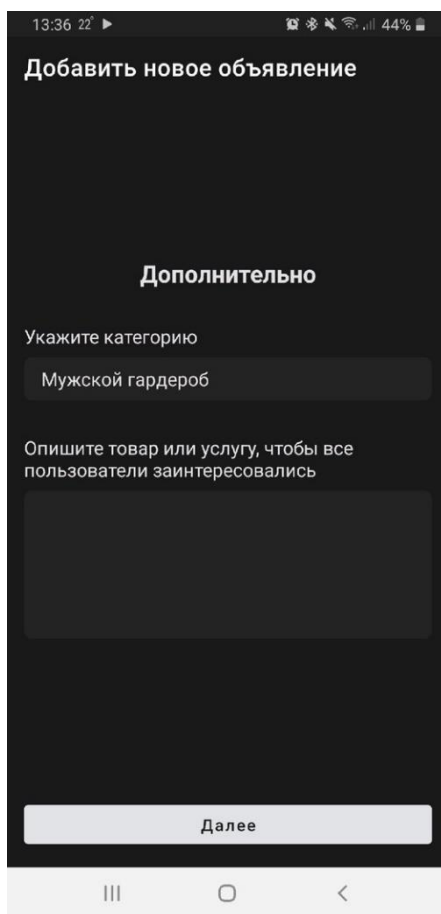 13:36 22° 44%
Добавить новое объявление
Дополнительно
Укажите категорию
Мужской гардероб
Опишите товар или услугу, чтобы все
пользователи заинтересовались
Далее